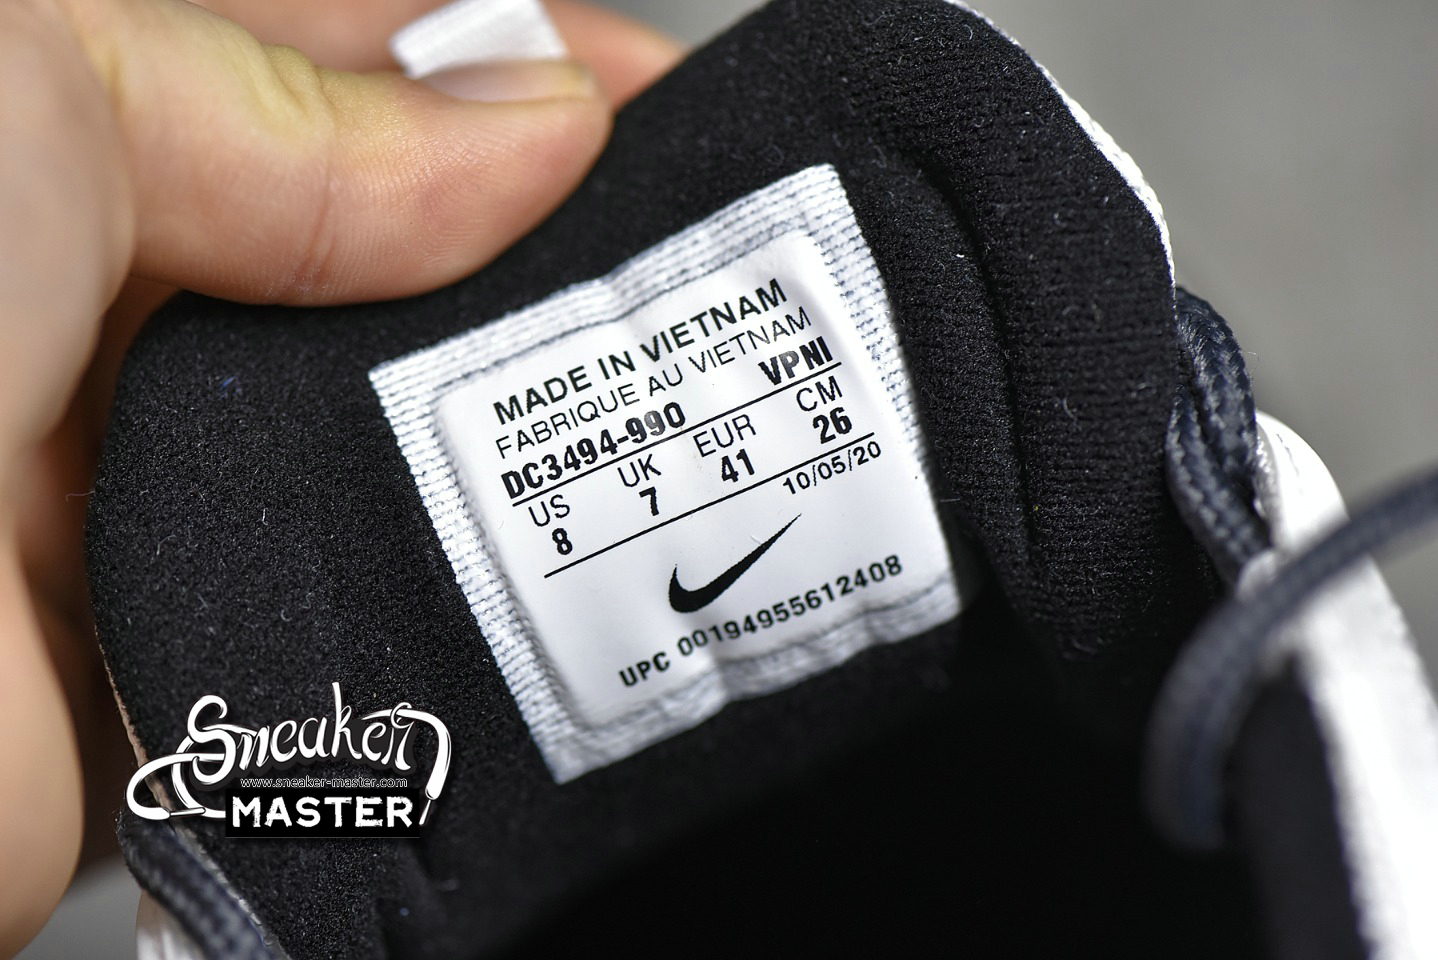 MADE IN VIETNAM
FABRIQUE AU VIETNAM
DC3494-990 VPNI
US UK EUR CM
8 7 41 26
10/05/20
UPC 00194955612408
Sneaker
www.sneaker-master.com
MASTER